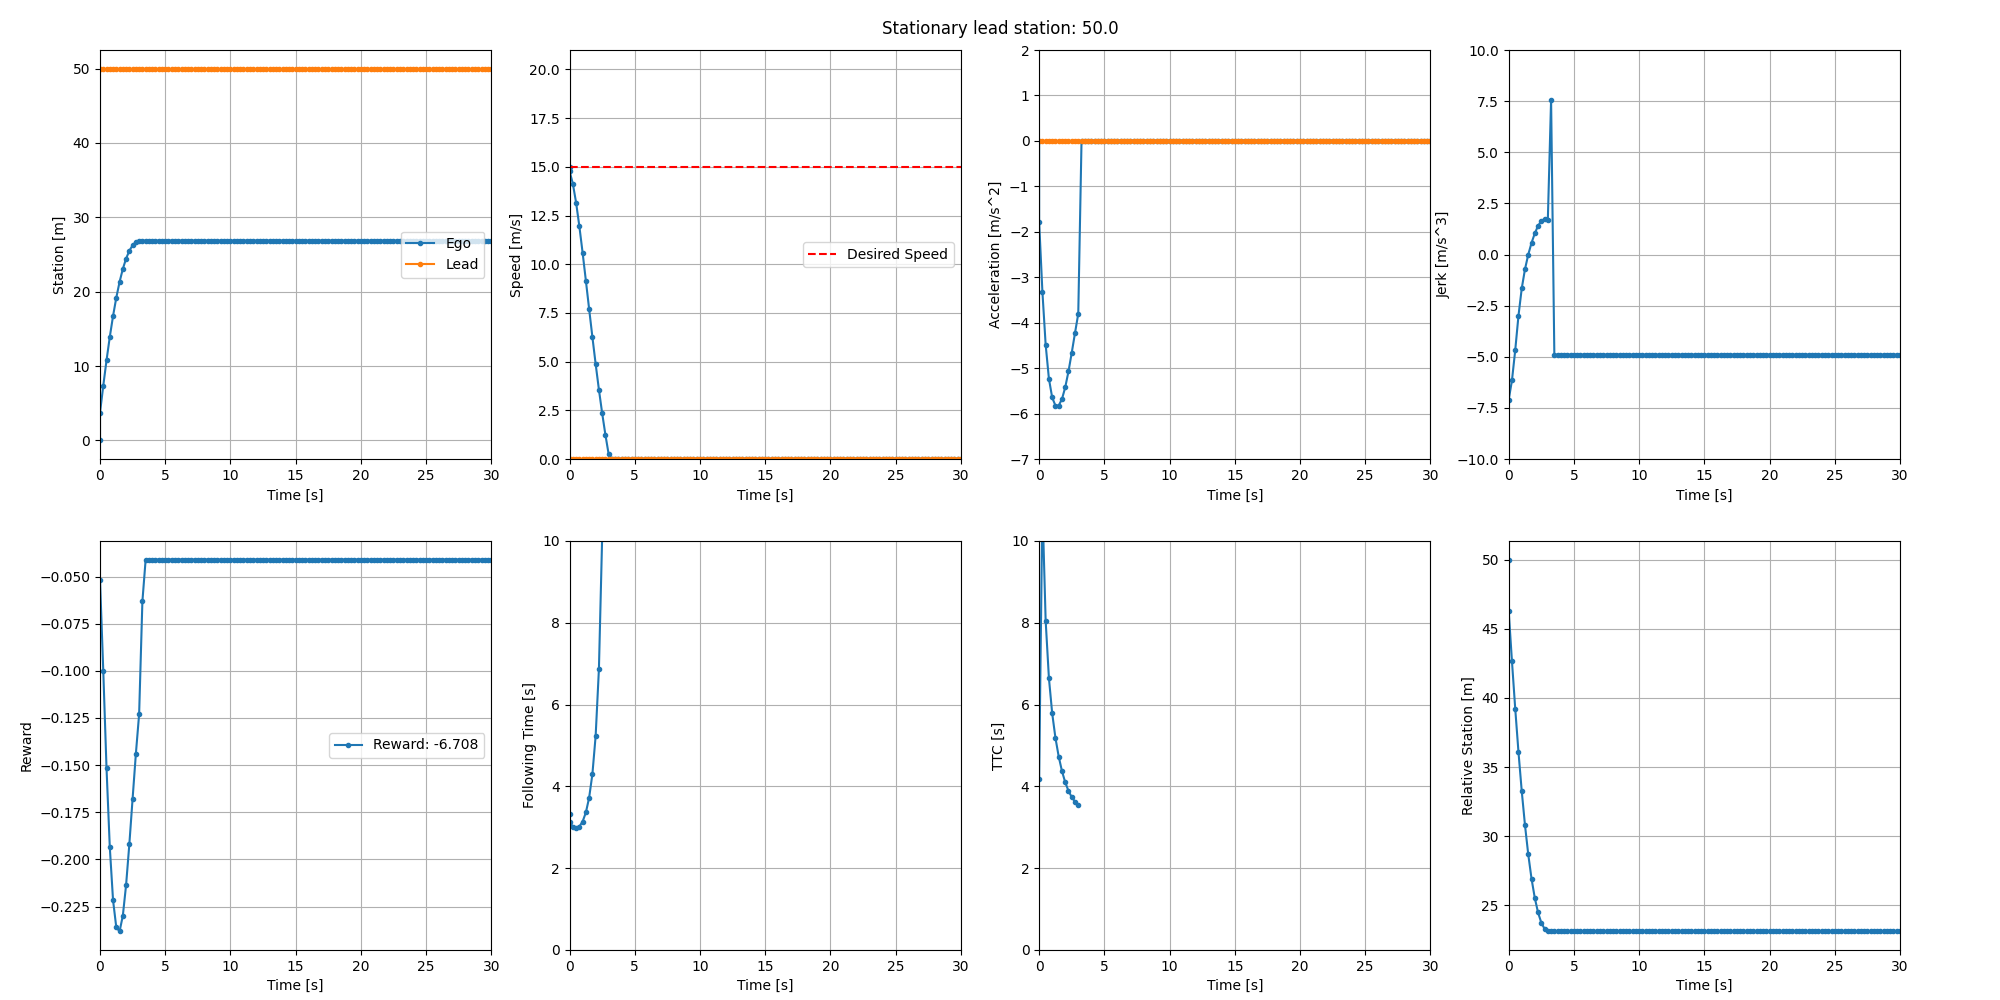 Stationary lead station: 50.0
Station [m]
50
40
30
20
10
0
Ego
Lead
0 5 10 15 20 25 30
Time [s]
Speed [m/s]
20.0
17.5
15.0
12.5
10.0
7.5
5.0
2.5
0.0
Desired Speed
0 5 10 15 20 25 30
Time [s]
Acceleration [m/s^2]
2
1
0
−1
−2
−3
−4
−5
−6
−7
0 5 10 15 20 25 30
Time [s]
Jerk [m/s^3]
10.0
7.5
5.0
2.5
0.0
−2.5
−5.0
−7.5
−10.0
0 5 10 15 20 25 30
Time [s]
Reward
−0.050
−0.075
−0.100
−0.125
−0.150
−0.175
−0.200
−0.225
Reward: -6.708
0 5 10 15 20 25 30
Time [s]
Following Time [s]
10
8
6
4
2
0
0 5 10 15 20 25 30
Time [s]
TTC [s]
10
8
6
4
2
0
0 5 10 15 20 25 30
Time [s]
Relative Station [m]
50
45
40
35
30
25
0 5 10 15 20 25 30
Time [s]